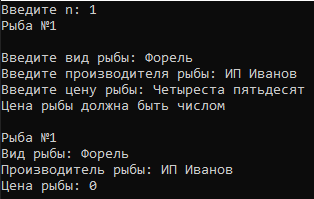 Введите n: 1
Рыба №1
Введите вид рыбы: Форель
Введите производителя рыбы: ИП Иванов
Введите цену рыбы: Четыреста пятьдесят
Цена рыбы должна быть числом
Рыба №1
Вид рыбы: Форель
Производитель рыбы: ИП Иванов
Цена рыбы: 0